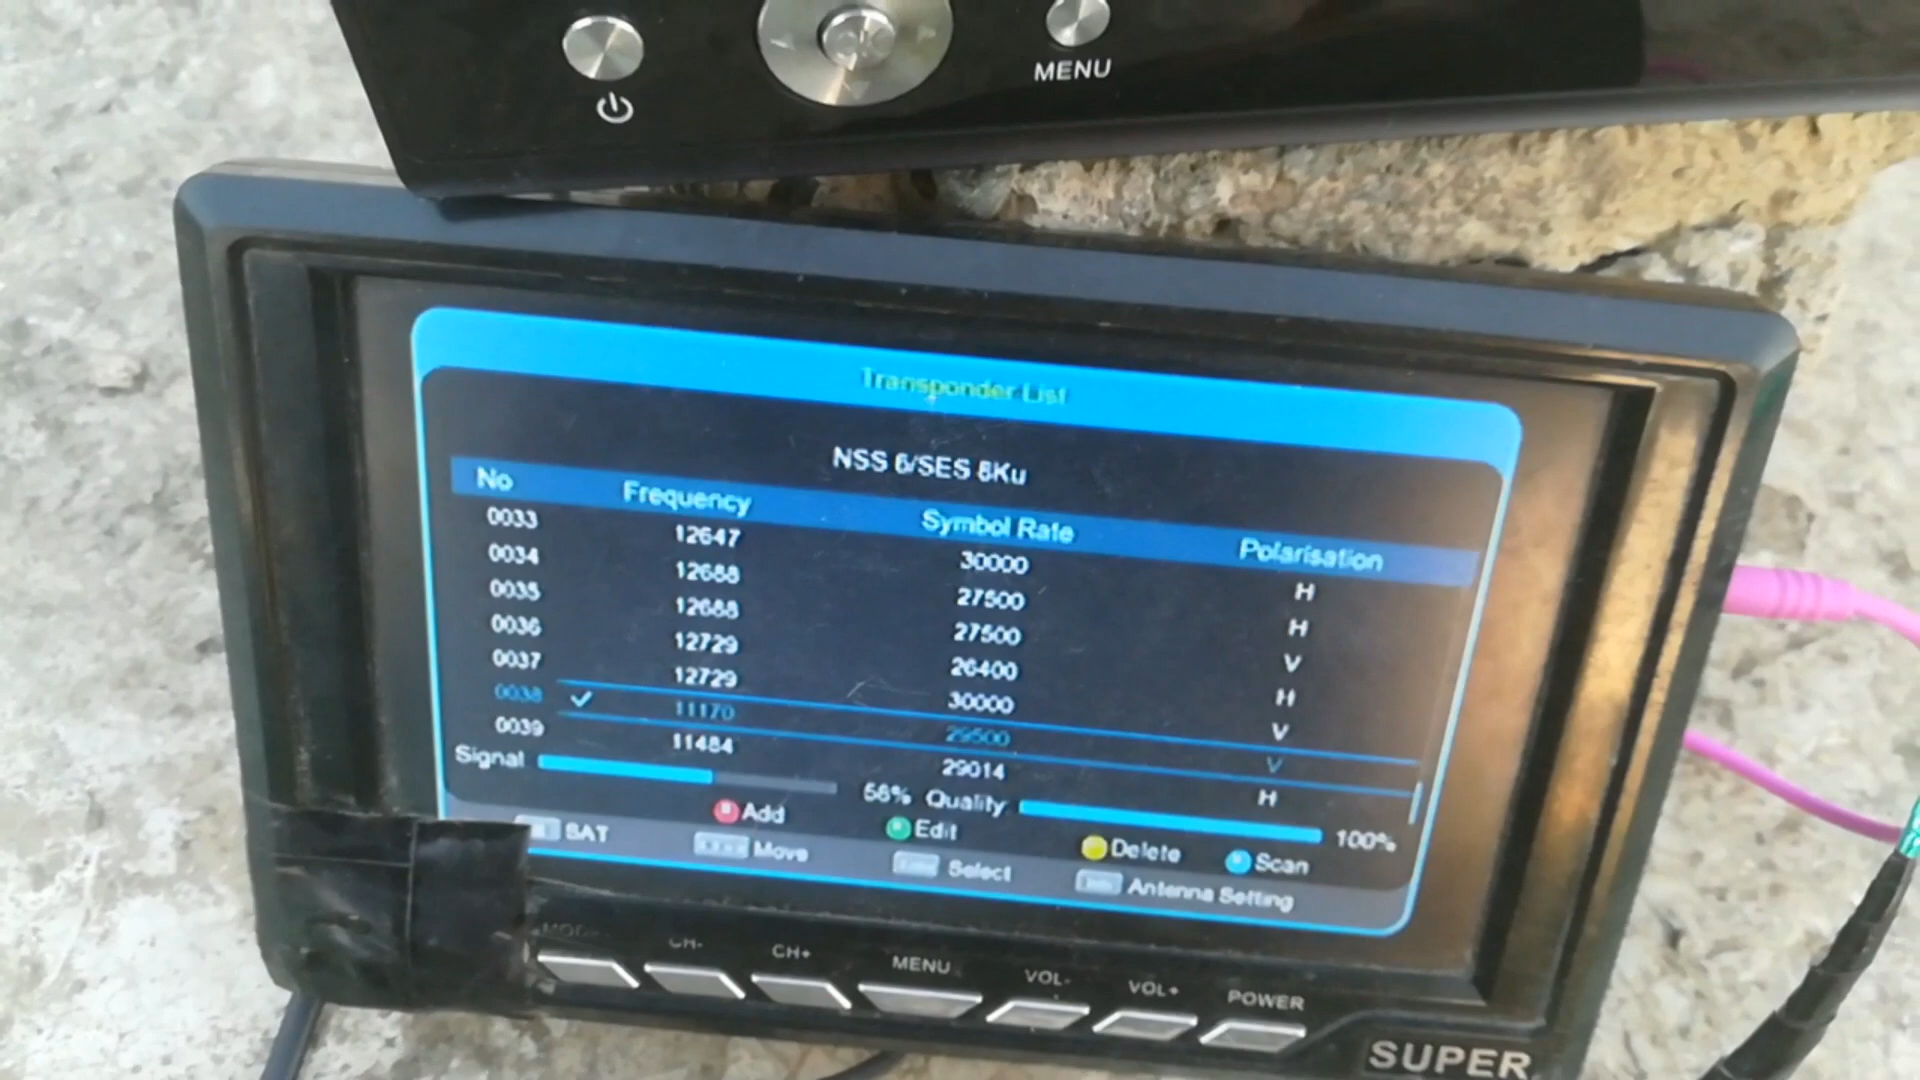 MENU
Transponder List
NSS 6/SES 8Ku
No Frequency Symbol Rate Polarisation
0033 12647 30000 H
0034 12688 27500 H
0035 12688 27500 V
0036 12729 26400 H
0037 12729 30000 V
0038 11170 29500 V
0039 11484 29014 H
Signal 56% Quality 100%
Add Edit Delete Scan
SAT Move Select Antenna Setting
CH- CH+ MENU VOL- VOL+ POWER
SUPER